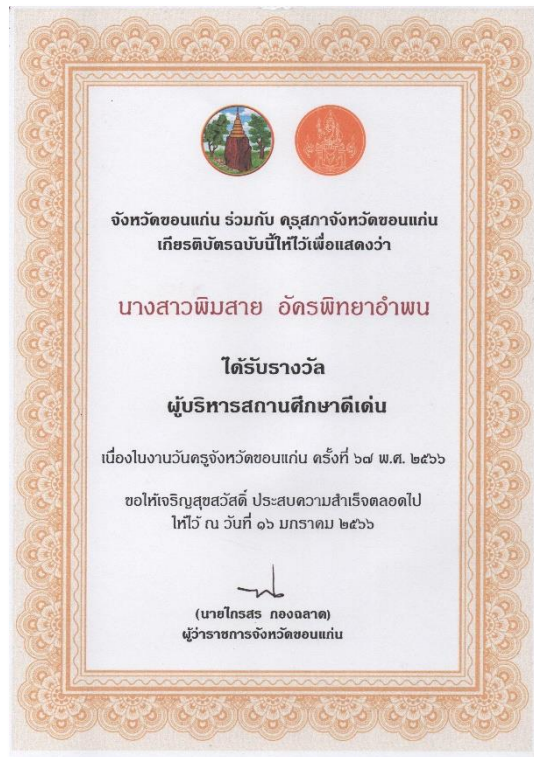 จังหวัดขอนแก่น ร่วมกับ คุรุสภาจังหวัดขอนแก่น
เกียรติบัตรฉบับนี้ให้ไว้เพื่อแสดงว่า
นางสาวพิมสาย อัครพิทยาอำพน
ได้รับรางวัล
ผู้บริหารสถานศึกษาดีเด่น
เนื่องในงานวันครูจังหวัดขอนแก่น ครั้งที่ ๖๗ พ.ศ. ๒๕๖๖
ขอให้เจริญสุขสวัสดิ์ ประสบความสำเร็จตลอดไป
ให้ไว้ ณ วันที่ ๑๖ มกราคม ๒๕๖๖
(นายไกรสร กองฉลาด)
ผู้ว่าราชการจังหวัดขอนแก่น